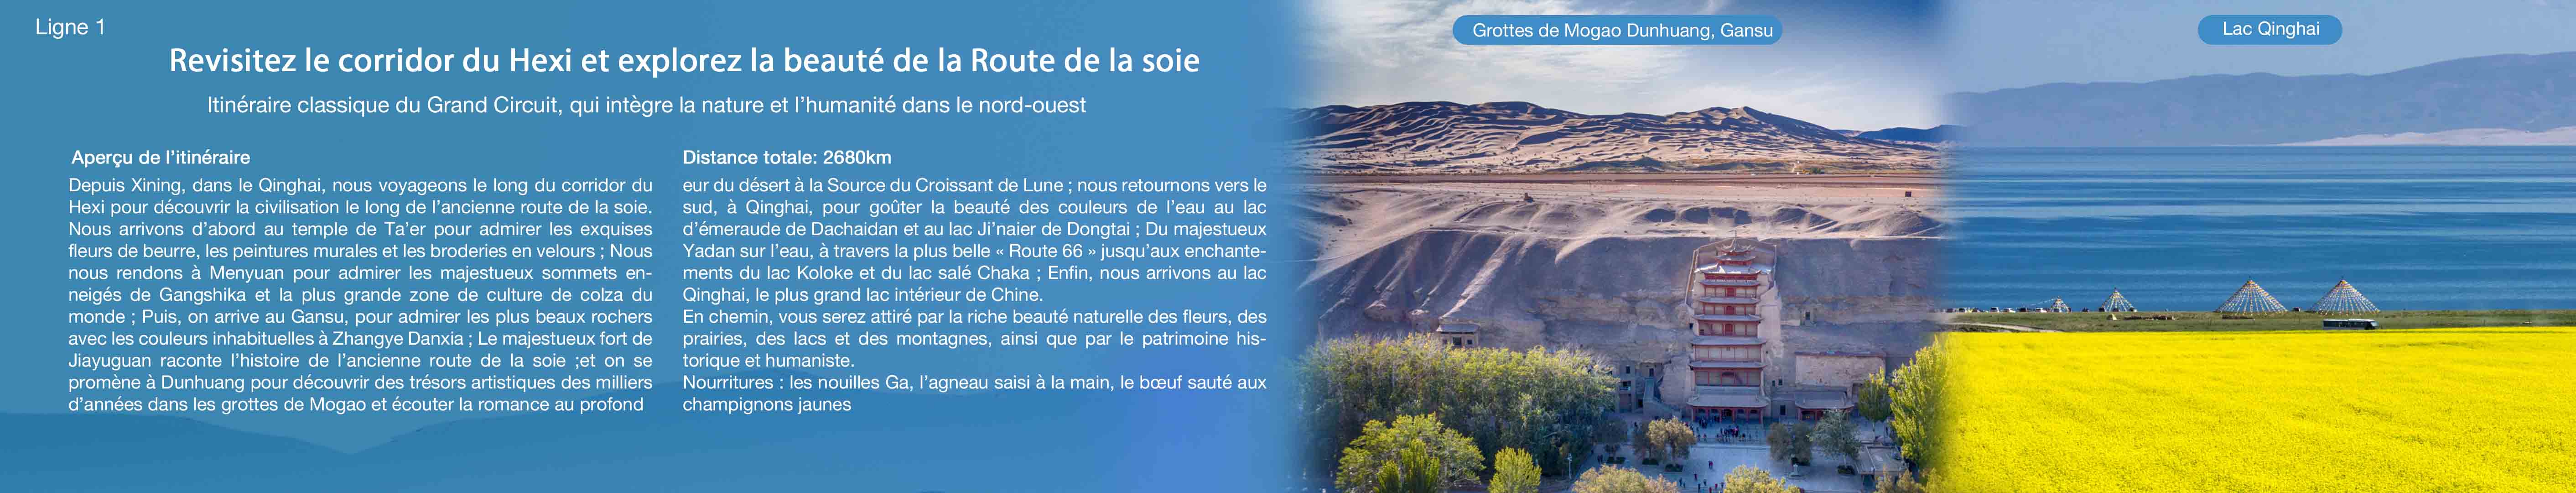 Ligne 1
Revisitez le corridor du Hexi et explorez la beauté de la Route de la soie
Itinéraire classique du Grand Circuit, qui intègre la nature et l’humanité dans le nord-ouest
Aperçu de l’itinéraire
Depuis Xining, dans le Qinghai, nous voyageons le long du corridor du
Hexi pour découvrir la civilisation le long de l’ancienne route de la soie.
Nous arrivons d’abord au temple de Ta’er pour admirer les exquises
fleurs de beurre, les peintures murales et les broderies en velours ; Nous
nous rendons à Menyuan pour admirer les majestueux sommets en-
neigés de Gangshika et la plus grande zone de culture de colza du
monde ; Puis, on arrive au Gansu, pour admirer les plus beaux rochers
avec les couleurs inhabituelles à Zhangye Danxia ; Le majestueux fort de
Jiayuguan raconte l’histoire de l’ancienne route de la soie ;et on se
promène à Dunhuang pour découvrir des trésors artistiques des milliers
d’années dans les grottes de Mogao et écouter la romance au profond
Distance totale: 2680km
eur du désert à la Source du Croissant de Lune ; nous retournons vers le
sud, à Qinghai, pour goûter la beauté des couleurs de l’eau au lac
d’émeraude de Dachaidan et au lac Ji’naier de Dongtai ; Du majestueux
Yadan sur l’eau, à travers la plus belle « Route 66 » jusqu’aux enchante-
ments du lac Koloke et du lac salé Chaka ; Enfin, nous arrivons au lac
Qinghai, le plus grand lac intérieur de Chine.
En chemin, vous serez attiré par la riche beauté naturelle des fleurs, des
prairies, des lacs et des montagnes, ainsi que par le patrimoine his-
torique et humaniste.
Nourritures : les nouilles Ga, l’agneau saisi à la main, le bœuf sauté aux
champignons jaunes
Grottes de Mogao Dunhuang, Gansu
Lac Qinghai